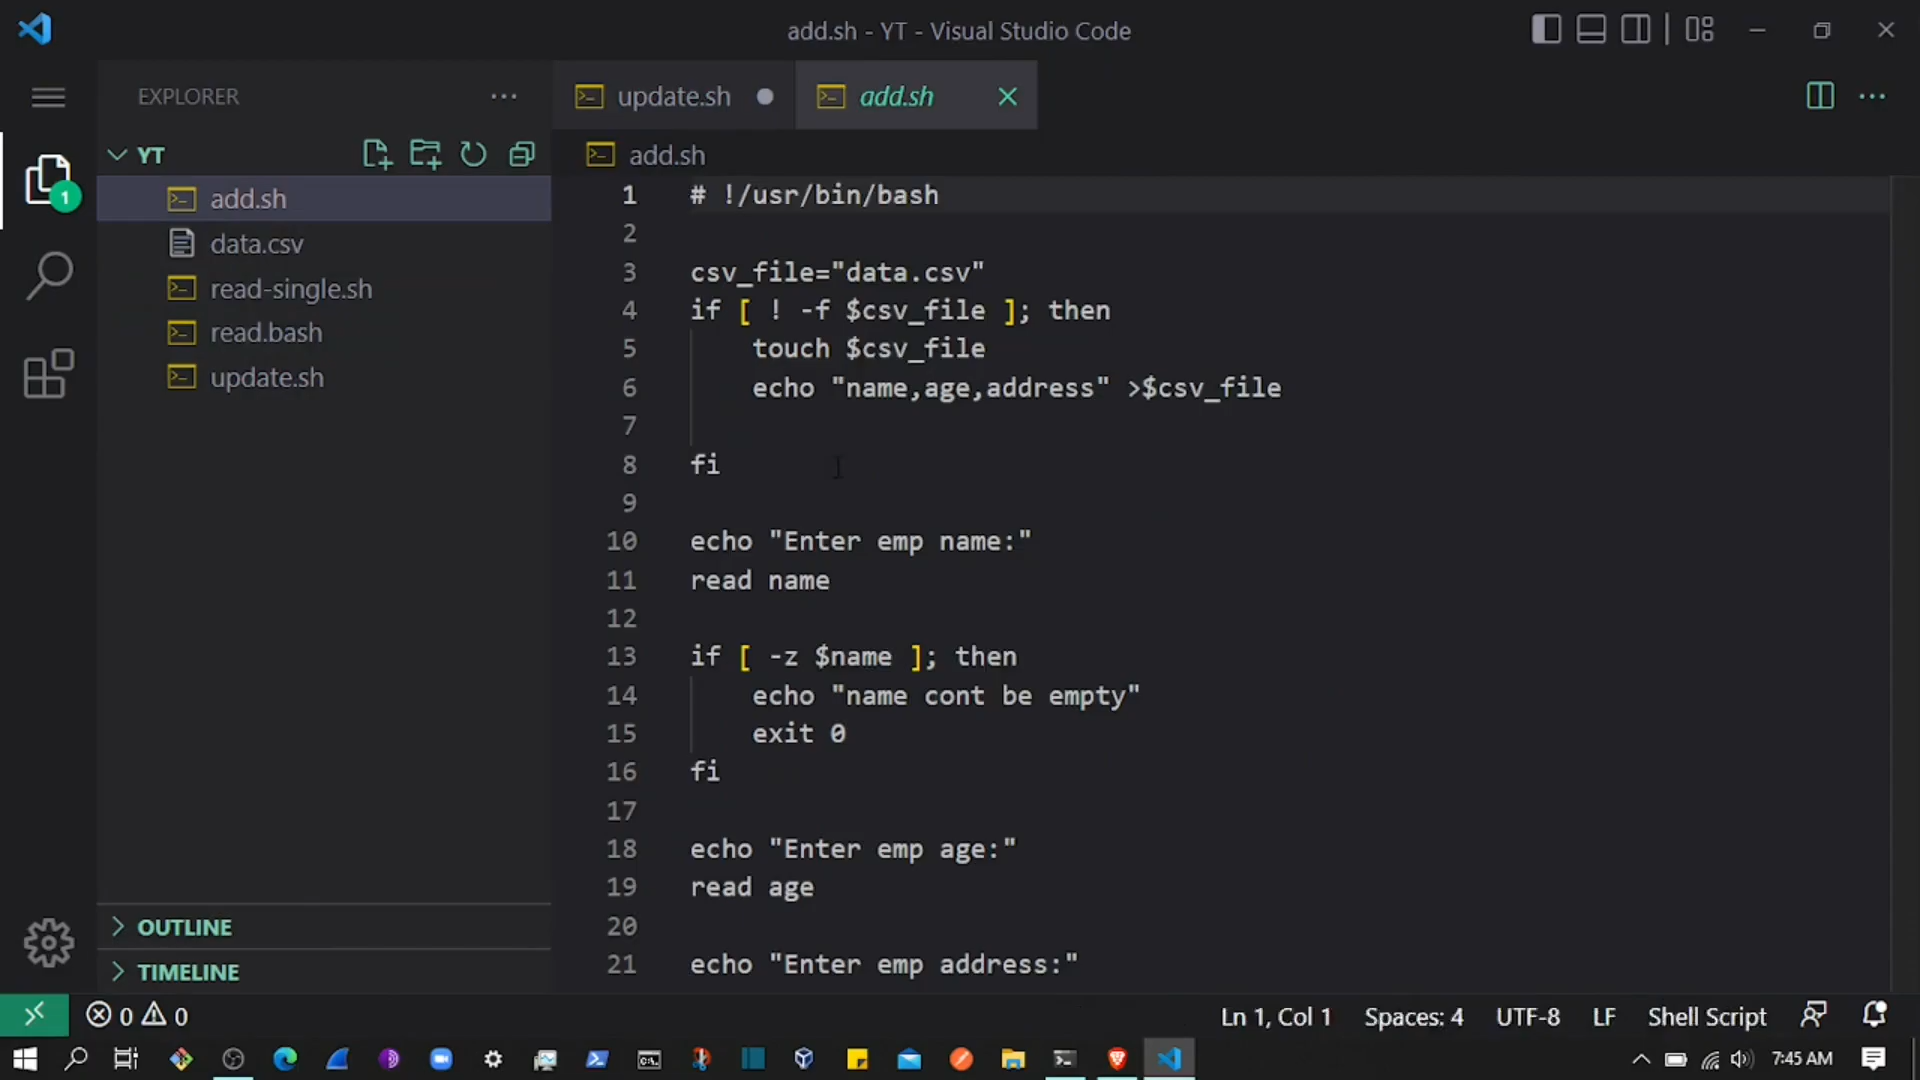 add.sh - YT - Visual Studio Code
EXPLORER
update.sh
add.sh
YT
add.sh
add.sh
data.csv
read-single.sh
read.bash
update.sh
1
1 # !/usr/bin/bash
2
3 csv_file="data.csv"
4 if [ ! -f $csv_file ]; then
5 touch $csv_file
6 echo "name,age,address" >$csv_file
7
8 fi
9
10 echo "Enter emp name:"
11 read name
12
13 if [ -z $name ]; then
14 echo "name cont be empty"
15 exit 0
16 fi
17
18 echo "Enter emp age:"
19 read age
20
21 echo "Enter emp address:"
OUTLINE
TIMELINE
0 0
Ln 1, Col 1 Spaces: 4 UTF-8 LF Shell Script
7:45 AM